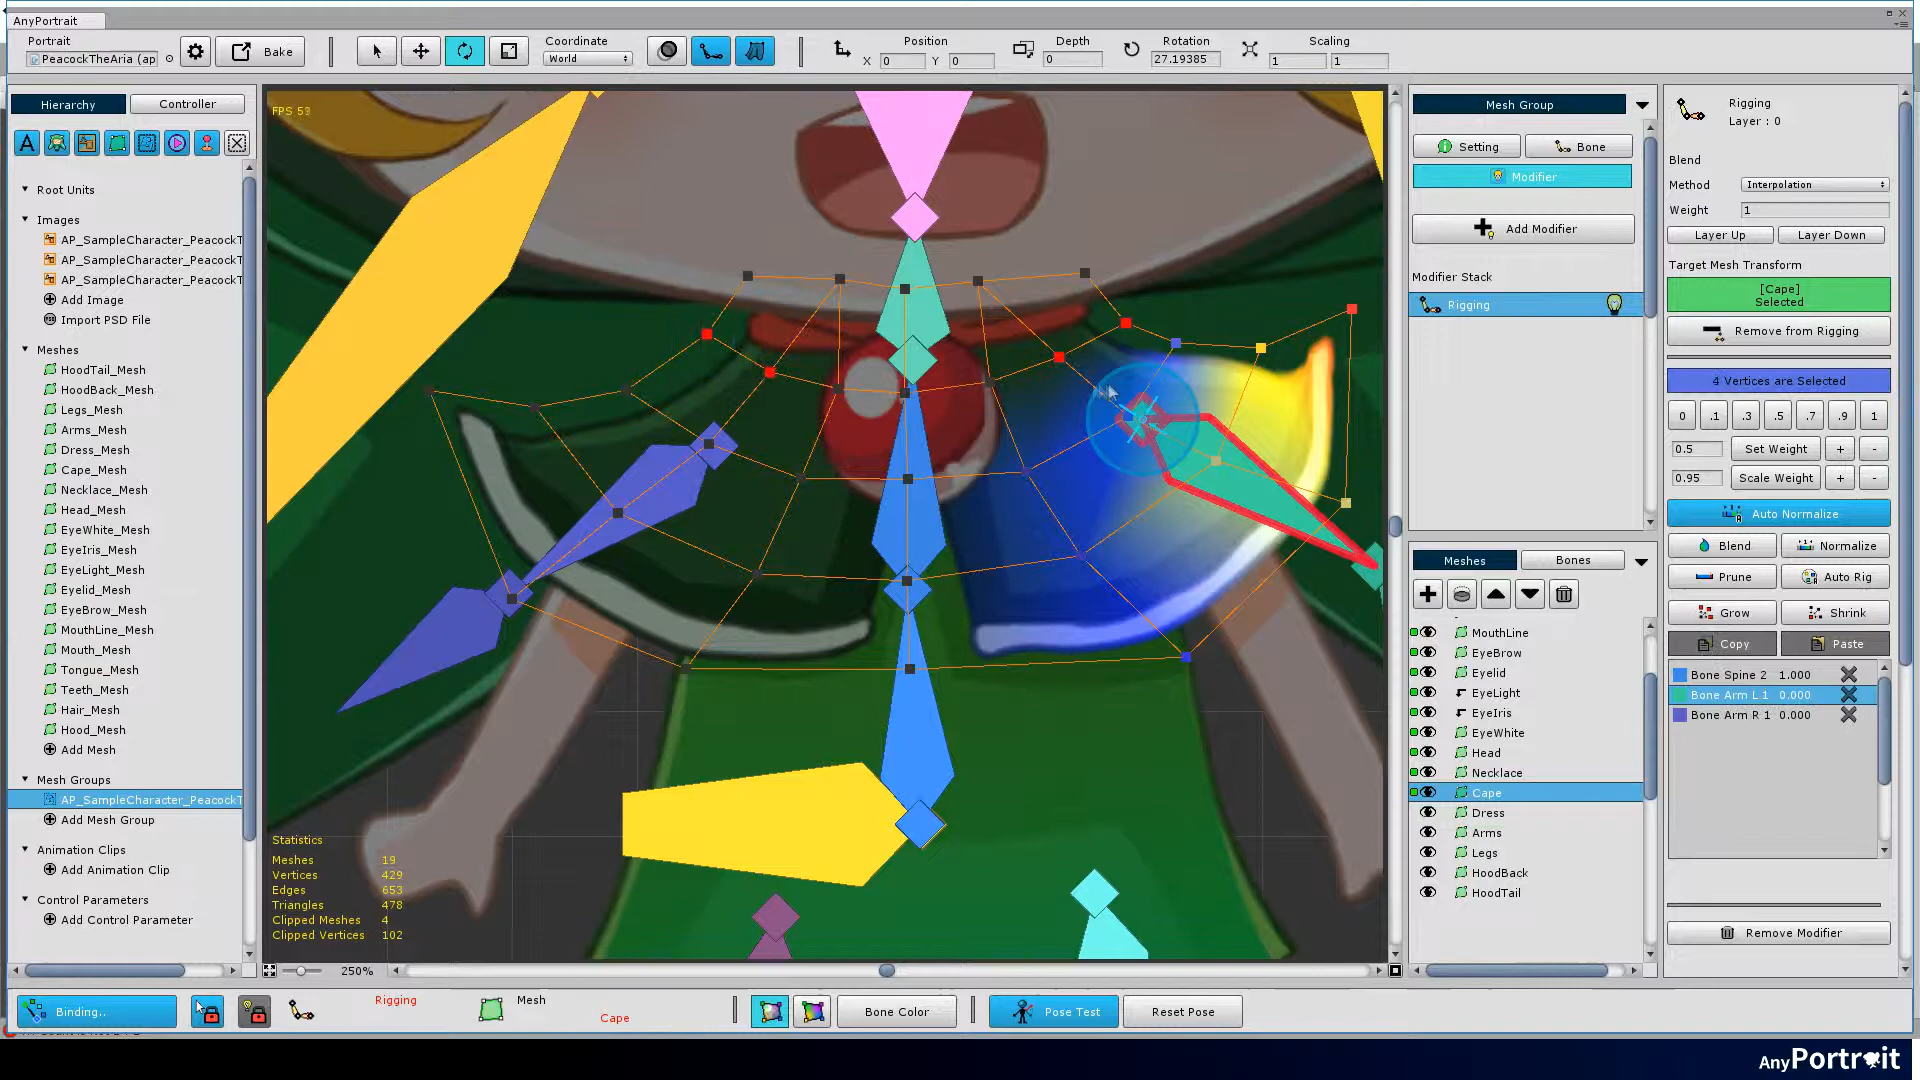 AnyPortrait
Portrait
PeacockTheAria (ap
Bake
Coordinate
World
Position
X 0 Y 0
Depth
0
Rotation
27.19385
Scaling
1 1
Hierarchy
Controller
Root Units
Images
AP_SampleCharacter_PeacockT
AP_SampleCharacter_PeacockT
AP_SampleCharacter_PeacockT
Add Image
Import PSD File
Meshes
HoodTail_Mesh
HoodBack_Mesh
Legs_Mesh
Arms_Mesh
Dress_Mesh
Cape_Mesh
Necklace_Mesh
Head_Mesh
EyeWhite_Mesh
EyeIris_Mesh
EyeLight_Mesh
Eyelid_Mesh
EyeBrow_Mesh
MouthLine_Mesh
Mouth_Mesh
Tongue_Mesh
Teeth_Mesh
Hair_Mesh
Hood_Mesh
Add Mesh
Mesh Groups
AP_SampleCharacter_PeacockT
Add Mesh Group
Animation Clips
Add Animation Clip
Control Parameters
Add Control Parameter
FPS 59
Statistics
Meshes 19
Vertices 429
Edges 653
Triangles 478
Clipped Meshes 4
Clipped Vertices 102
250%
Mesh Group
Setting
Bone
Modifier
Add Modifier
Modifier Stack
Rigging
Meshes
Bones
MouthLine
EyeBrow
Eyelid
EyeLight
EyeIris
EyeWhite
Head
Necklace
Cape
Dress
Arms
Legs
HoodBack
HoodTail
Rigging
Layer : 0
Blend
Method Interpolation
Weight 1
Layer Up
Layer Down
Target Mesh Transform
[Cape]
Selected
Remove from Rigging
4 Vertices are Selected
0 .1 .3 .5 .7 .9 1
0.5 Set Weight + -
0.95 Scale Weight + -
Auto Normalize
Blend
Normalize
Prune
Auto Rig
Grow
Shrink
Copy
Paste
Bone Spine 2 1.000
Bone Arm L 1 0.000
Bone Arm R 1 0.000
Remove Modifier
Binding..
Rigging
Mesh
Cape
Bone Color
Pose Test
Reset Pose
AnyPortrait